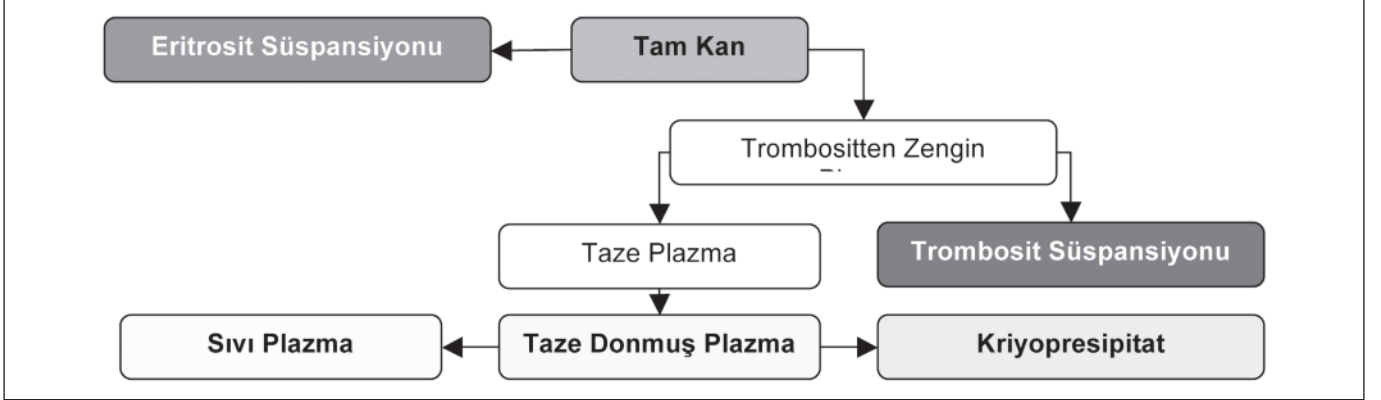 Eritrosit Süspansiyonu
Tam Kan
Trombositten Zengin
Taze Plazma
Trombosit Süspansiyonu
Sıvı Plazma
Taze Donmuş Plazma
Kriyopresipitat